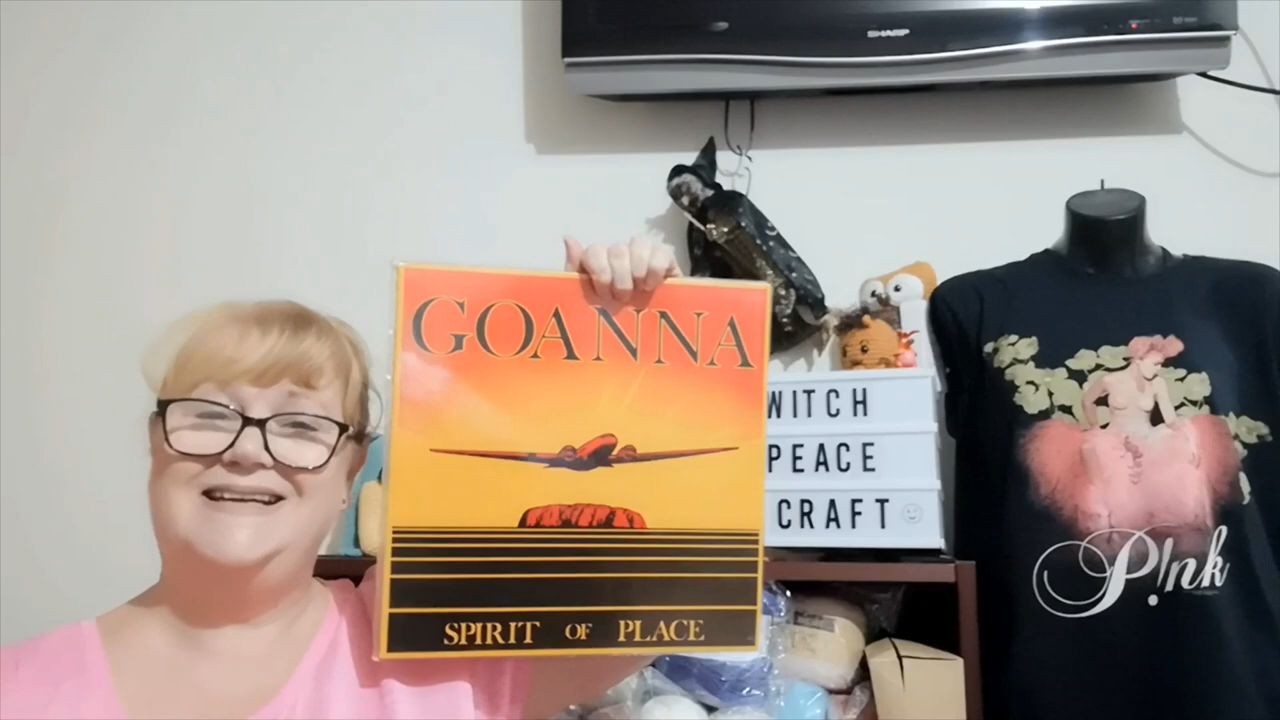 SHARP
GOANNA
SPIRIT OF PLACE
WITCH
PEACE
CRAFT
P!nk